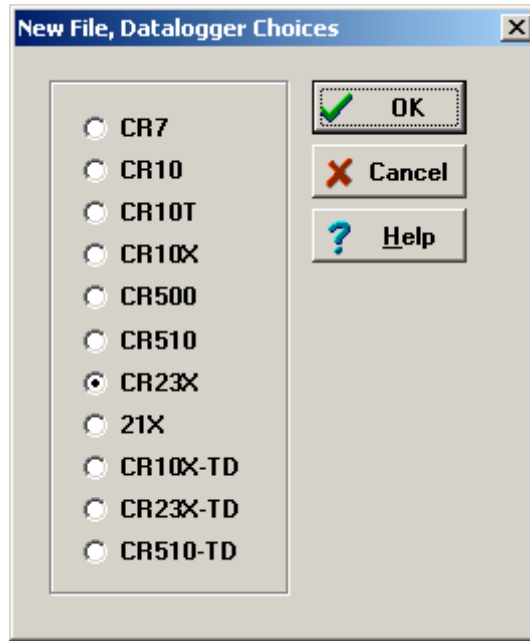 New File, Datalogger Choices
CR7
CR10
CR10T
CR10X
CR500
CR510
CR23X
21X
CR10X-TD
CR23X-TD
CR510-TD
OK
Cancel
Help